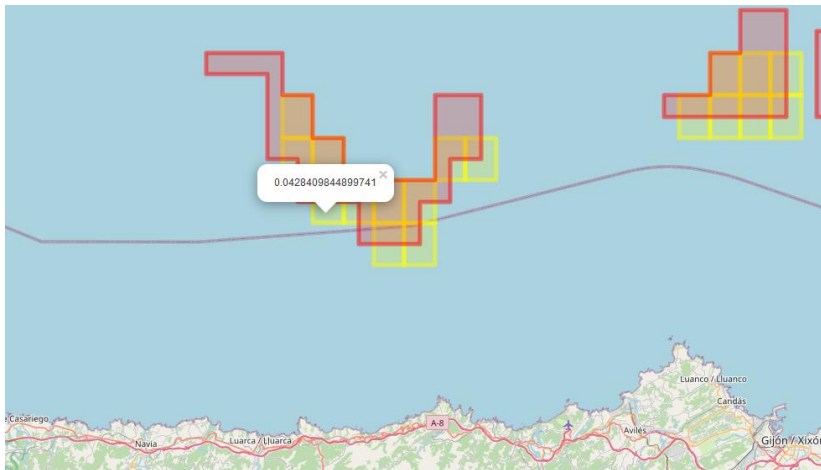 0.0428409844899741
×
Luanco / Lluanco
Candás
e Casariego
A-8
Avilés
Navia
Luarca / Lluarca
Gijón / Xixón